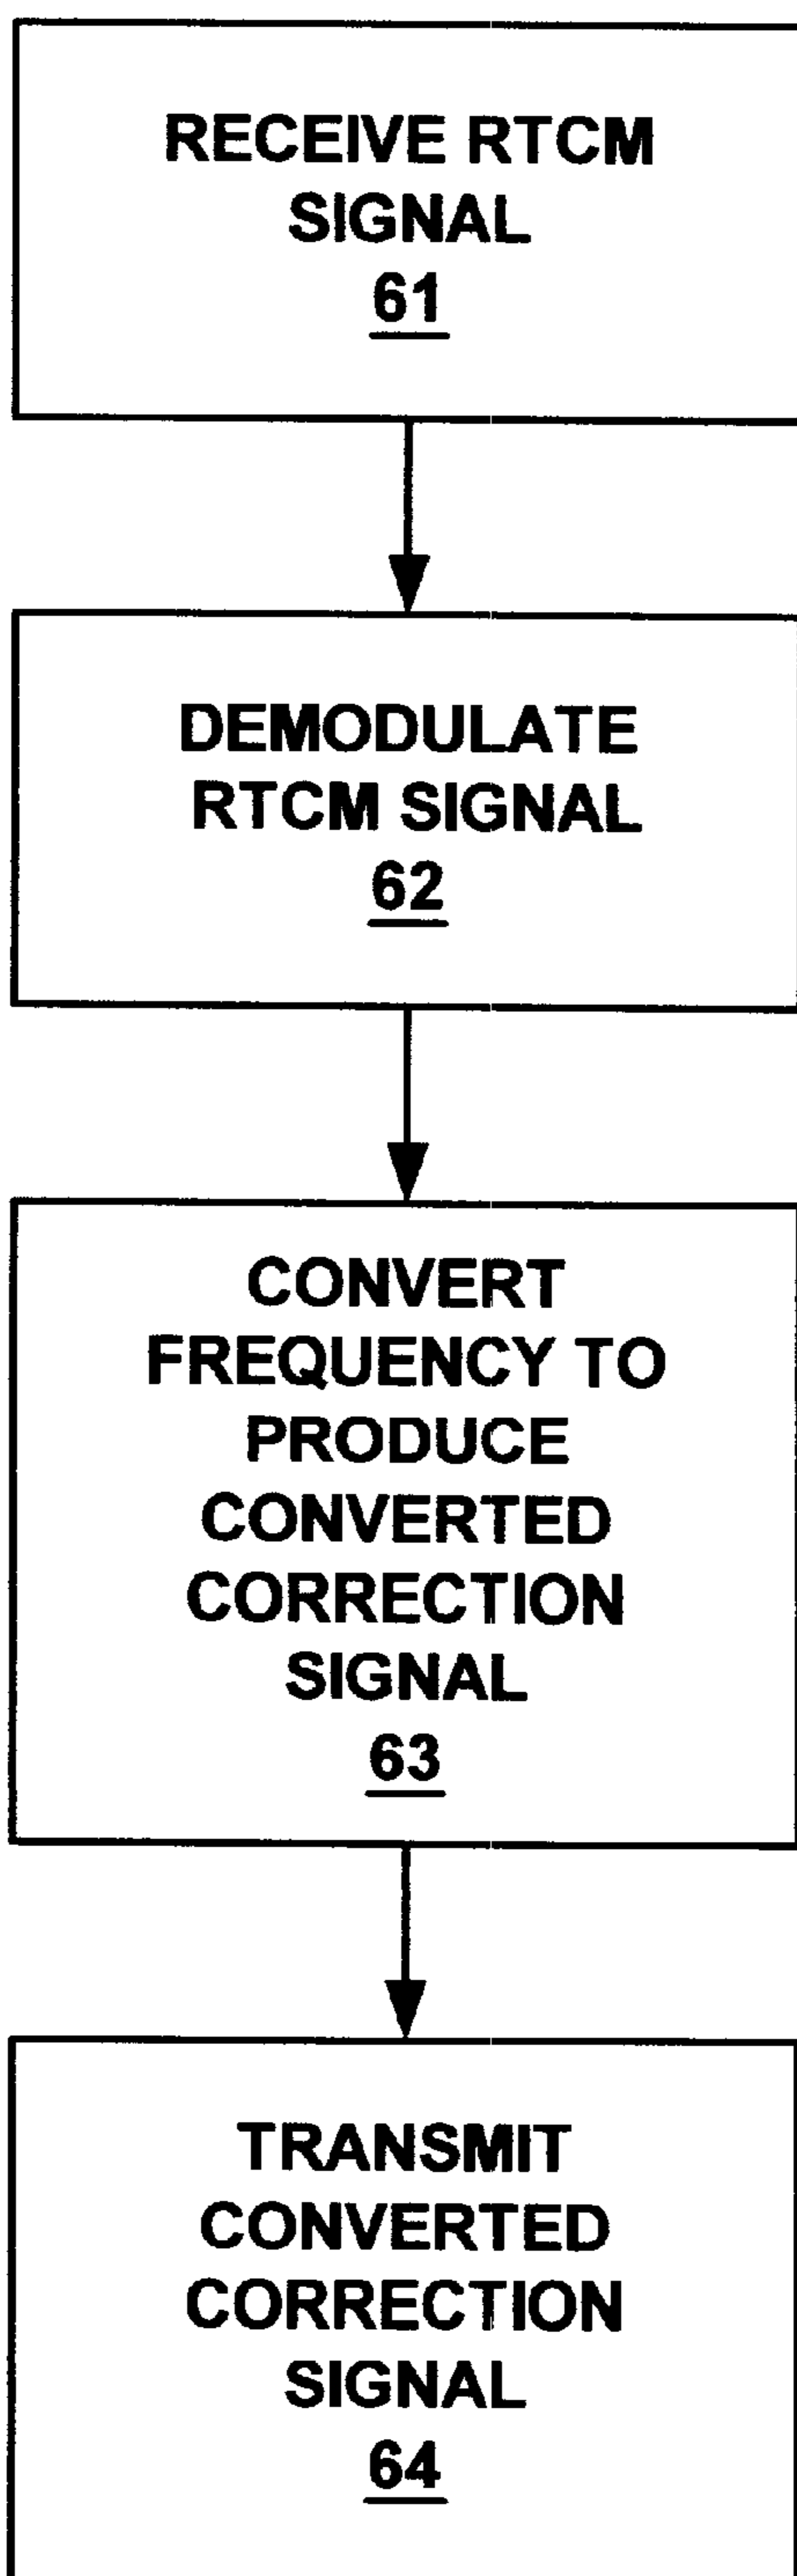 RECEIVE RTCM
SIGNAL
61
DEMODULATE
RTCM SIGNAL
62
CONVERT
FREQUENCY TO
PRODUCE
CONVERTED
CORRECTION
SIGNAL
63
TRANSMIT
CONVERTED
CORRECTION
SIGNAL
64